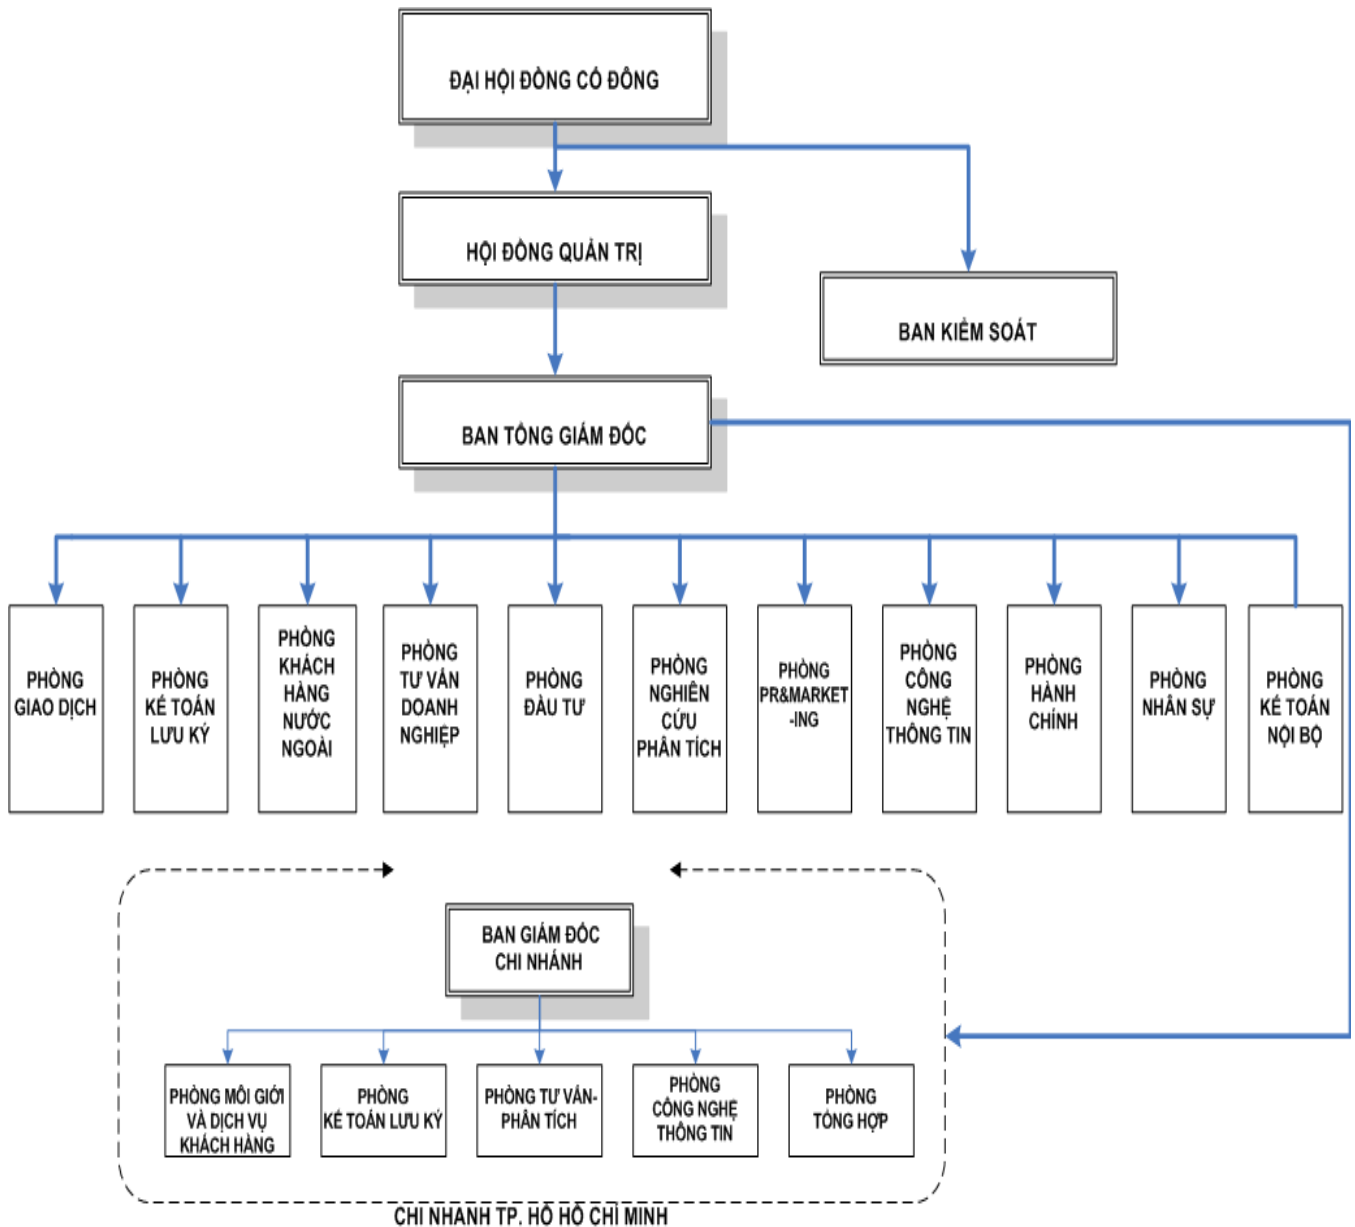 ĐẠI HỘI ĐỒNG CỔ ĐÔNG
HỘI ĐỒNG QUẢN TRỊ
BAN KIỂM SOÁT
BAN TỔNG GIÁM ĐỐC
PHÒNG
GIAO DỊCH
PHÒNG
KẾ TOÁN
LƯU KÝ
PHÒNG
KHÁCH
HÀNG
NƯỚC
NGOÀI
PHÒNG
TƯ VẤN
DOANH
NGHIỆP
PHÒNG
ĐẦU TƯ
PHÒNG
NGHIÊN
CỨU
PHÂN TÍCH
PHÒNG
PR&MARKET
-ING
PHÒNG
CÔNG
NGHỆ
THÔNG TIN
PHÒNG
HÀNH
CHÍNH
PHÒNG
NHÂN SỰ
PHÒNG
KẾ TOÁN
NỘI BỘ
BAN GIÁM ĐỐC
CHI NHÁNH
PHÒNG MÔI GIỚI
VÀ DỊCH VỤ
KHÁCH HÀNG
PHÒNG
KẾ TOÁN LƯU KÝ
PHÒNG TƯ VẤN-
PHÂN TÍCH
PHÒNG
CÔNG NGHỆ
THÔNG TIN
PHÒNG
TỔNG HỢP
CHI NHANH TP. HỒ HỒ CHÍ MINH